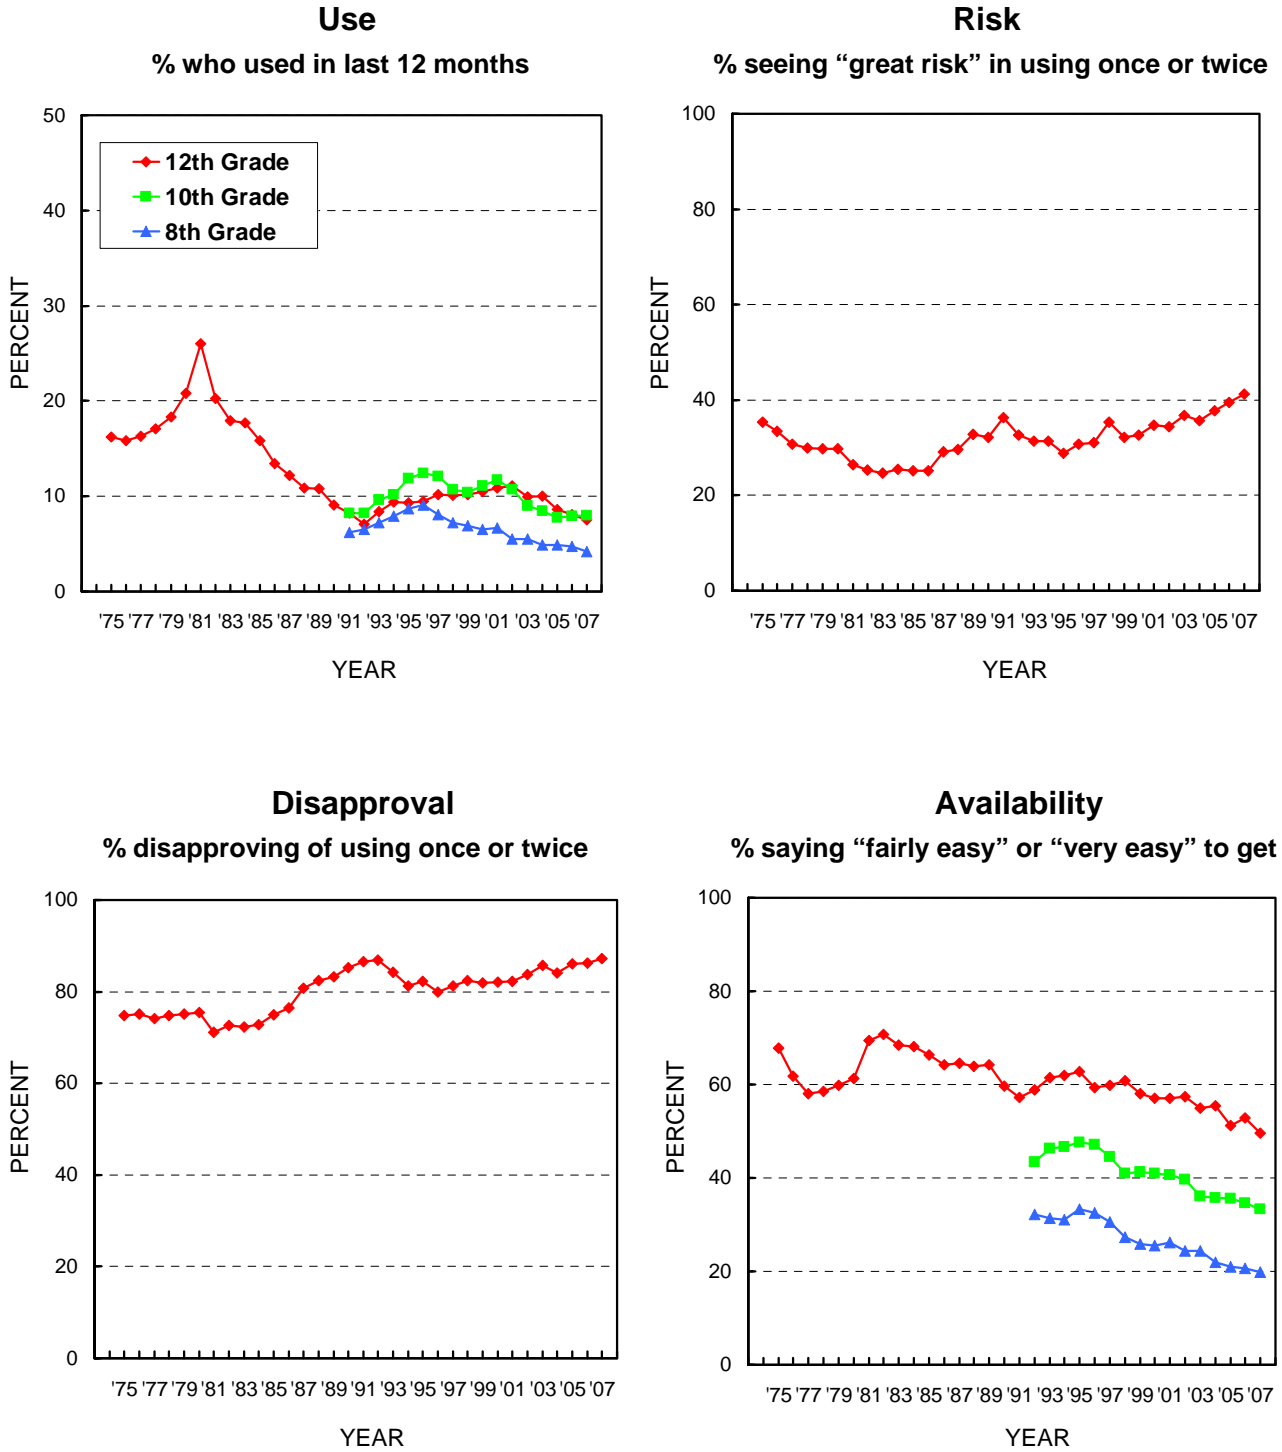 Use
% who used in last 12 months
50
40
30
20
10
0
PERCENT
12th Grade
10th Grade
8th Grade
'75 '77 '79 '81 '83 '85 '87 '89 '91 '93 '95 '97 '99 '01 '03 '05 '07
YEAR
Risk
% seeing “great risk” in using once or twice
100
80
60
40
20
0
PERCENT
'75 '77 '79 '81 '83 '85 '87 '89 '91 '93 '95 '97 '99 '01 '03 '05 '07
YEAR
Disapproval
% disapproving of using once or twice
100
80
60
40
20
0
PERCENT
'75 '77 '79 '81 '83 '85 '87 '89 '91 '93 '95 '97 '99 '01 '03 '05 '07
YEAR
Availability
% saying “fairly easy” or “very easy” to get
100
80
60
40
20
0
PERCENT
'75 '77 '79 '81 '83 '85 '87 '89 '91 '93 '95 '97 '99 '01 '03 '05 '07
YEAR